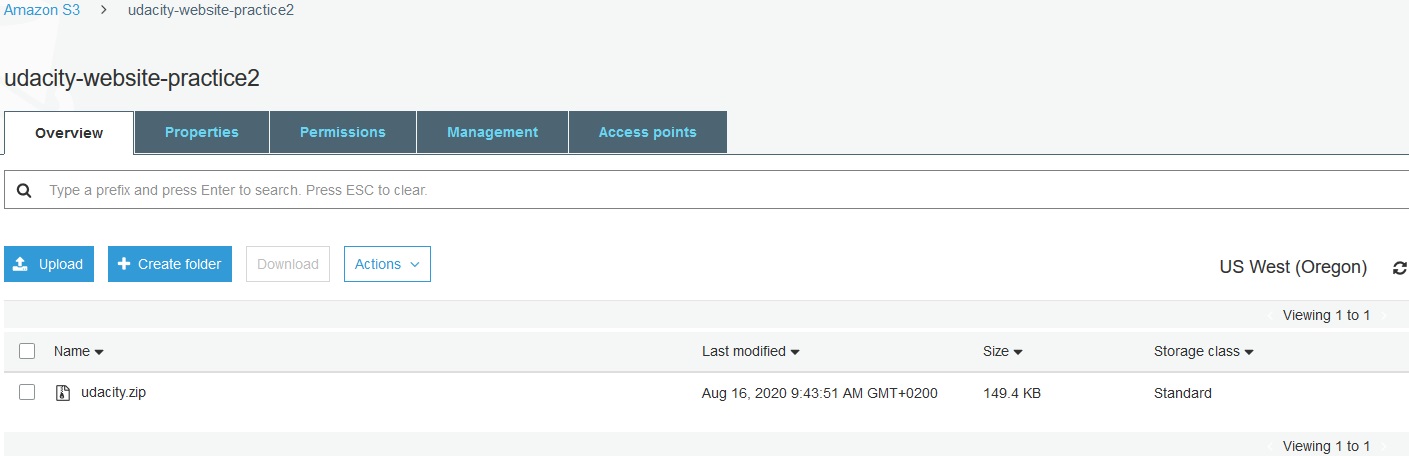 Amazon S3 > udacity-website-practice2
udacity-website-practice2
Overview Properties Permissions Management Access points
Type a prefix and press Enter to search. Press ESC to clear.
Upload + Create folder Download Actions
US West (Oregon)
Viewing 1 to 1
Name Last modified Size Storage class
udacity.zip Aug 16, 2020 9:43:51 AM GMT+0200 149.4 KB Standard
Viewing 1 to 1